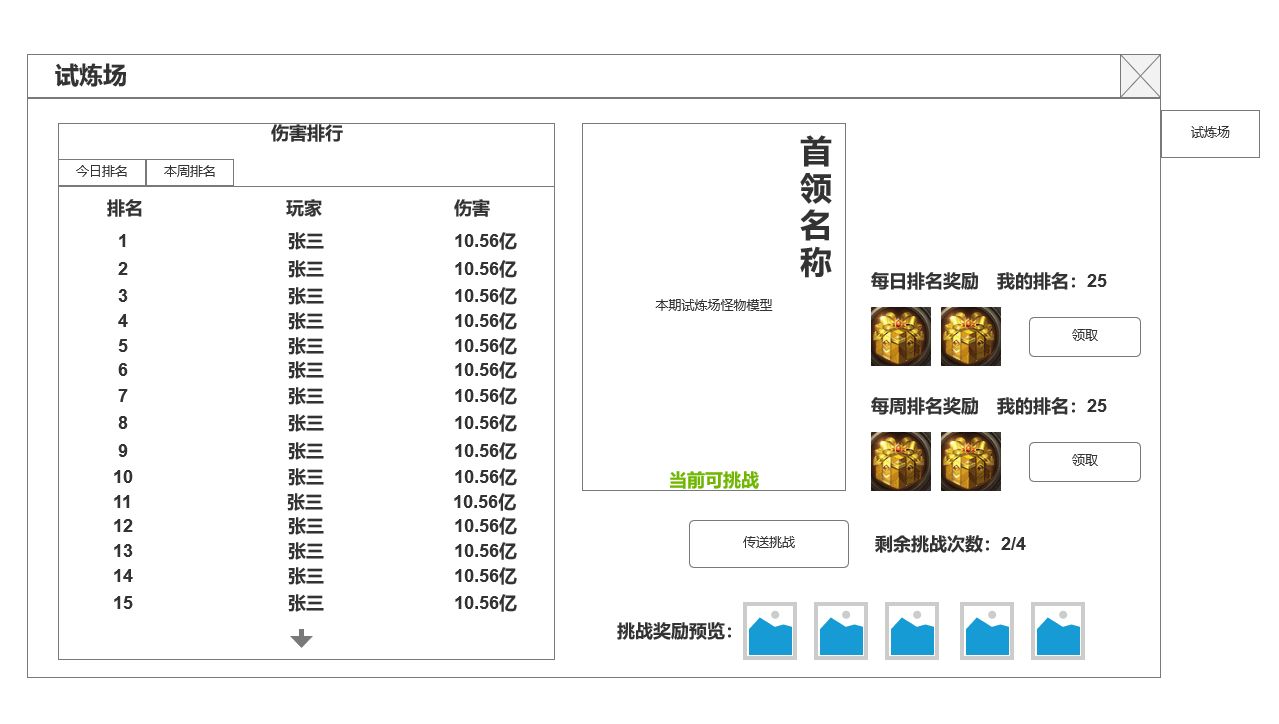 试炼场
试炼场
伤害排行
今日排名 本周排名
排名 玩家 伤害
1 张三 10.56亿
2 张三 10.56亿
3 张三 10.56亿
4 张三 10.56亿
5 张三 10.56亿
6 张三 10.56亿
7 张三 10.56亿
8 张三 10.56亿
9 张三 10.56亿
10 张三 10.56亿
11 张三 10.56亿
12 张三 10.56亿
13 张三 10.56亿
14 张三 10.56亿
15 张三 10.56亿
首领名称
本期试炼场怪物模型
当前可挑战
每日排名奖励 我的排名：25
领取
每周排名奖励 我的排名：25
领取
传送挑战 剩余挑战次数：2/4
挑战奖励预览：